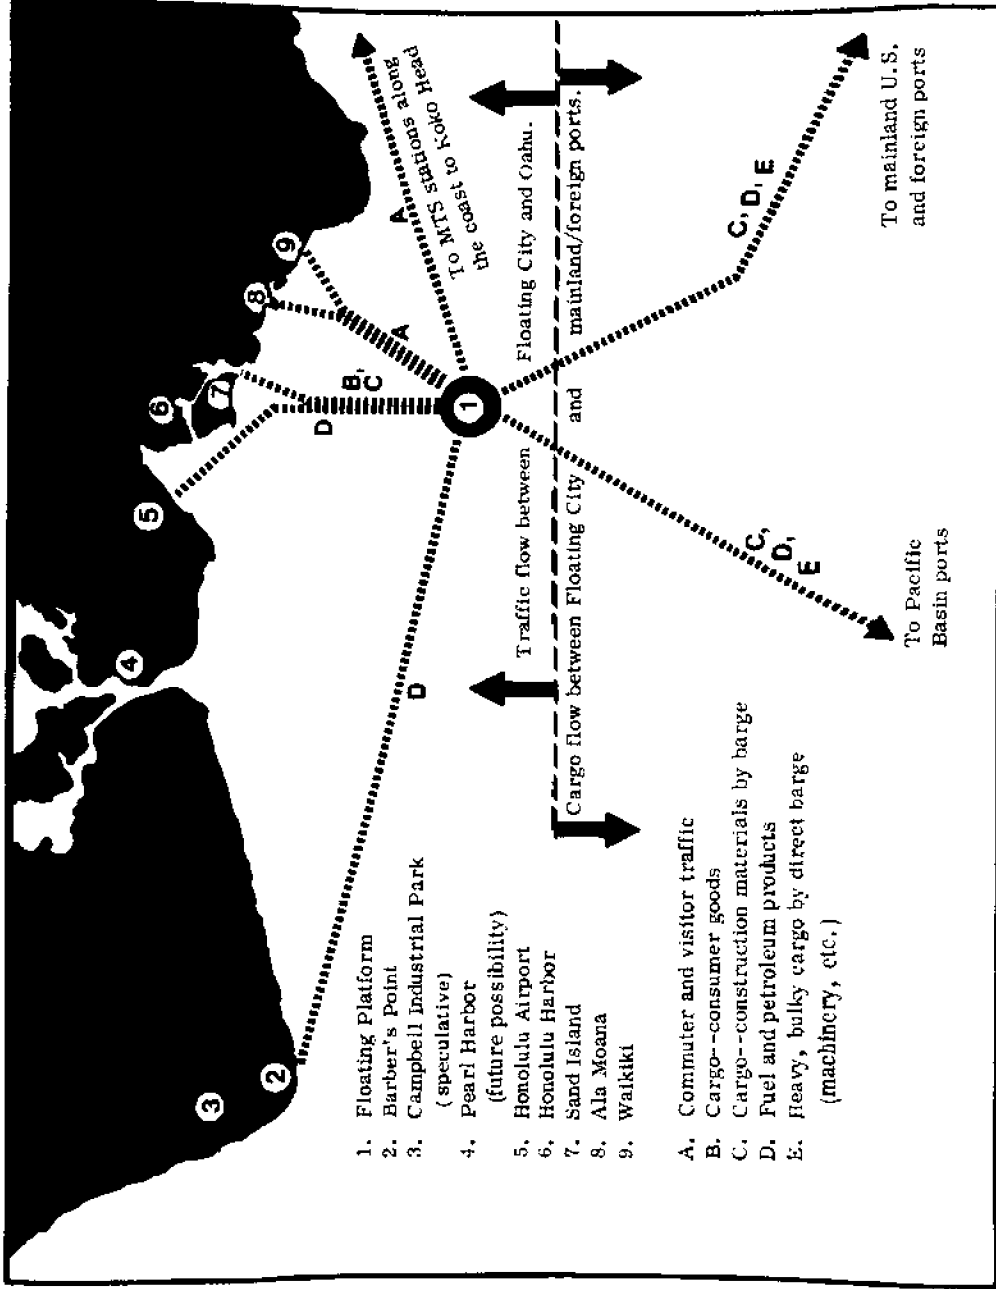 3
2
4
5
6
7
8
9
1
A
To MTS stations along
the coast to Koko Head
A
B,
C
D
D
Traffic flow between Floating City and Oahu.
Cargo flow between Floating City and mainland/foreign ports.
C,
D,
E
To Pacific
Basin ports
C, D, E
To mainland U.S.
and foreign ports
1. Floating Platform
2. Barber's Point
3. Campbell Industrial Park
(speculative)
4. Pearl Harbor
(future possibility)
5. Honolulu Airport
6. Honolulu Harbor
7. Sand Island
8. Ala Moana
9. Waikiki
A. Commuter and visitor traffic
B. Cargo--consumer goods
C. Cargo--construction materials by barge
D. Fuel and petroleum products
E. Heavy, bulky cargo by direct barge
(machinery, etc.)